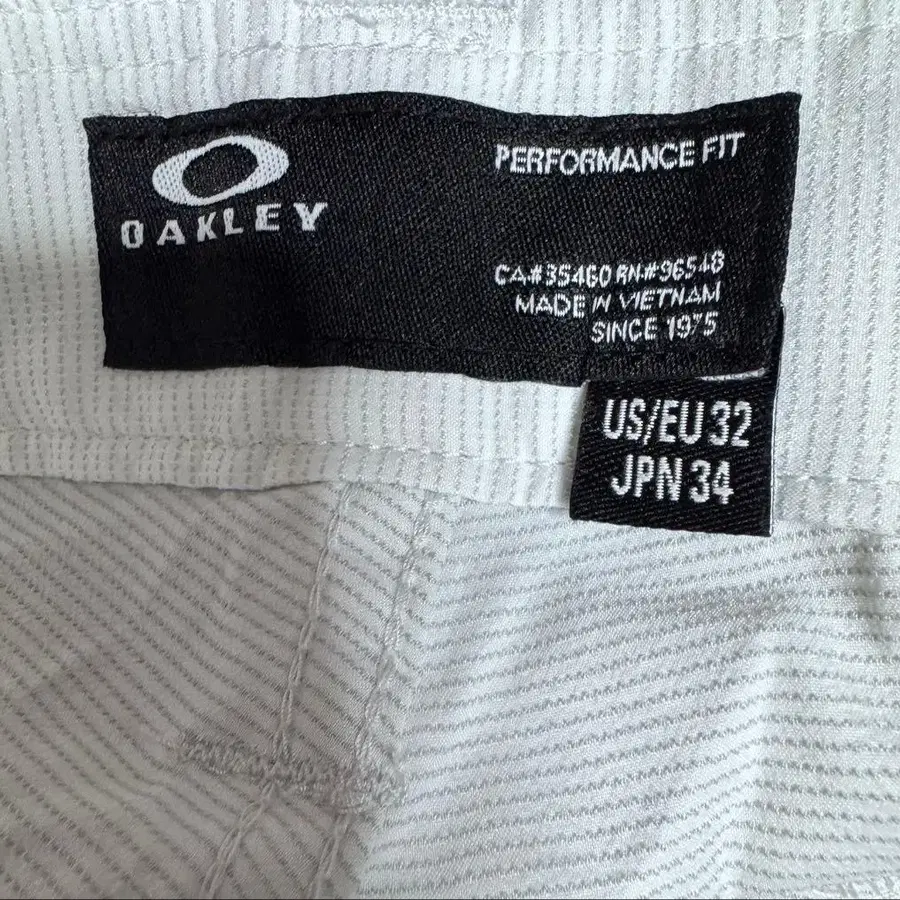 OAKLEY
PERFORMANCE FIT
CA#35460 RN#96548
MADE IN VIETNAM
SINCE 1975
US/EU 32
JPN 34